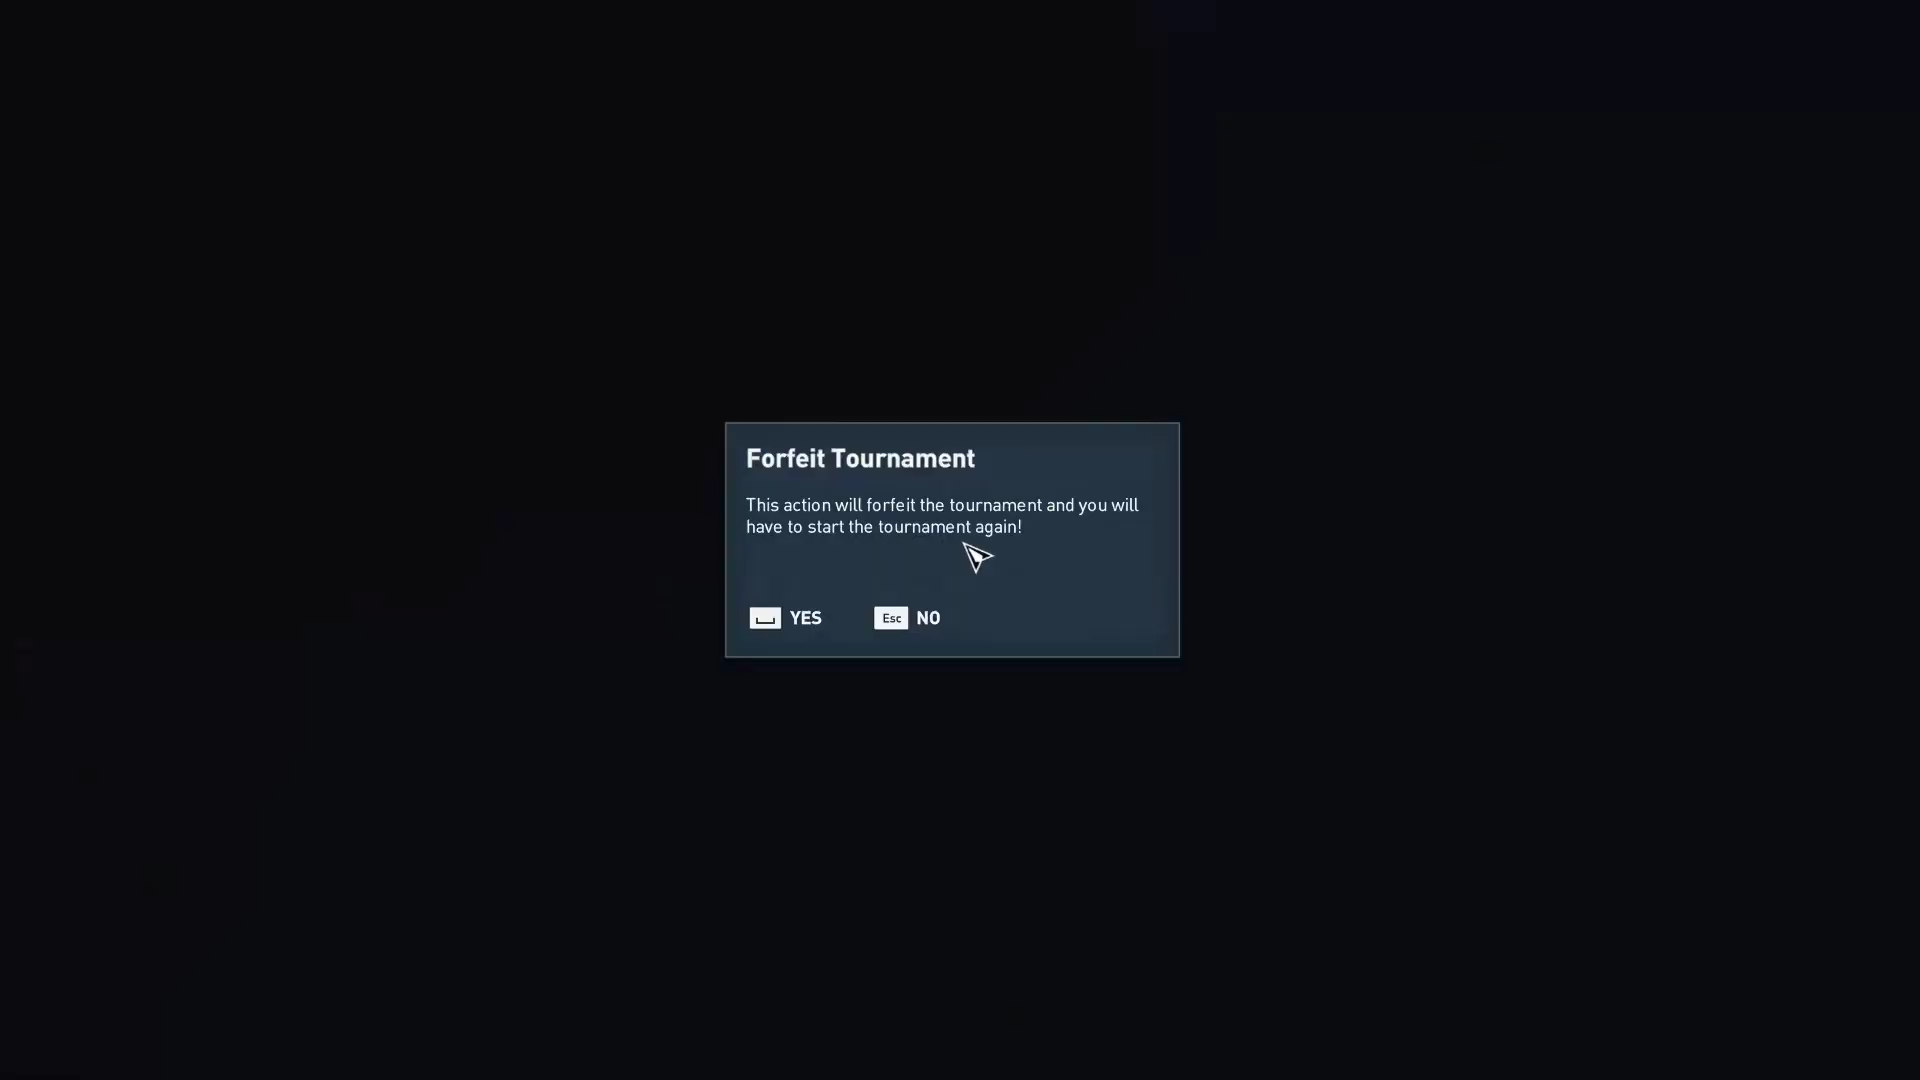 Forfeit Tournament
This action will forfeit the tournament and you will
have to start the tournament again!
YES Esc NO